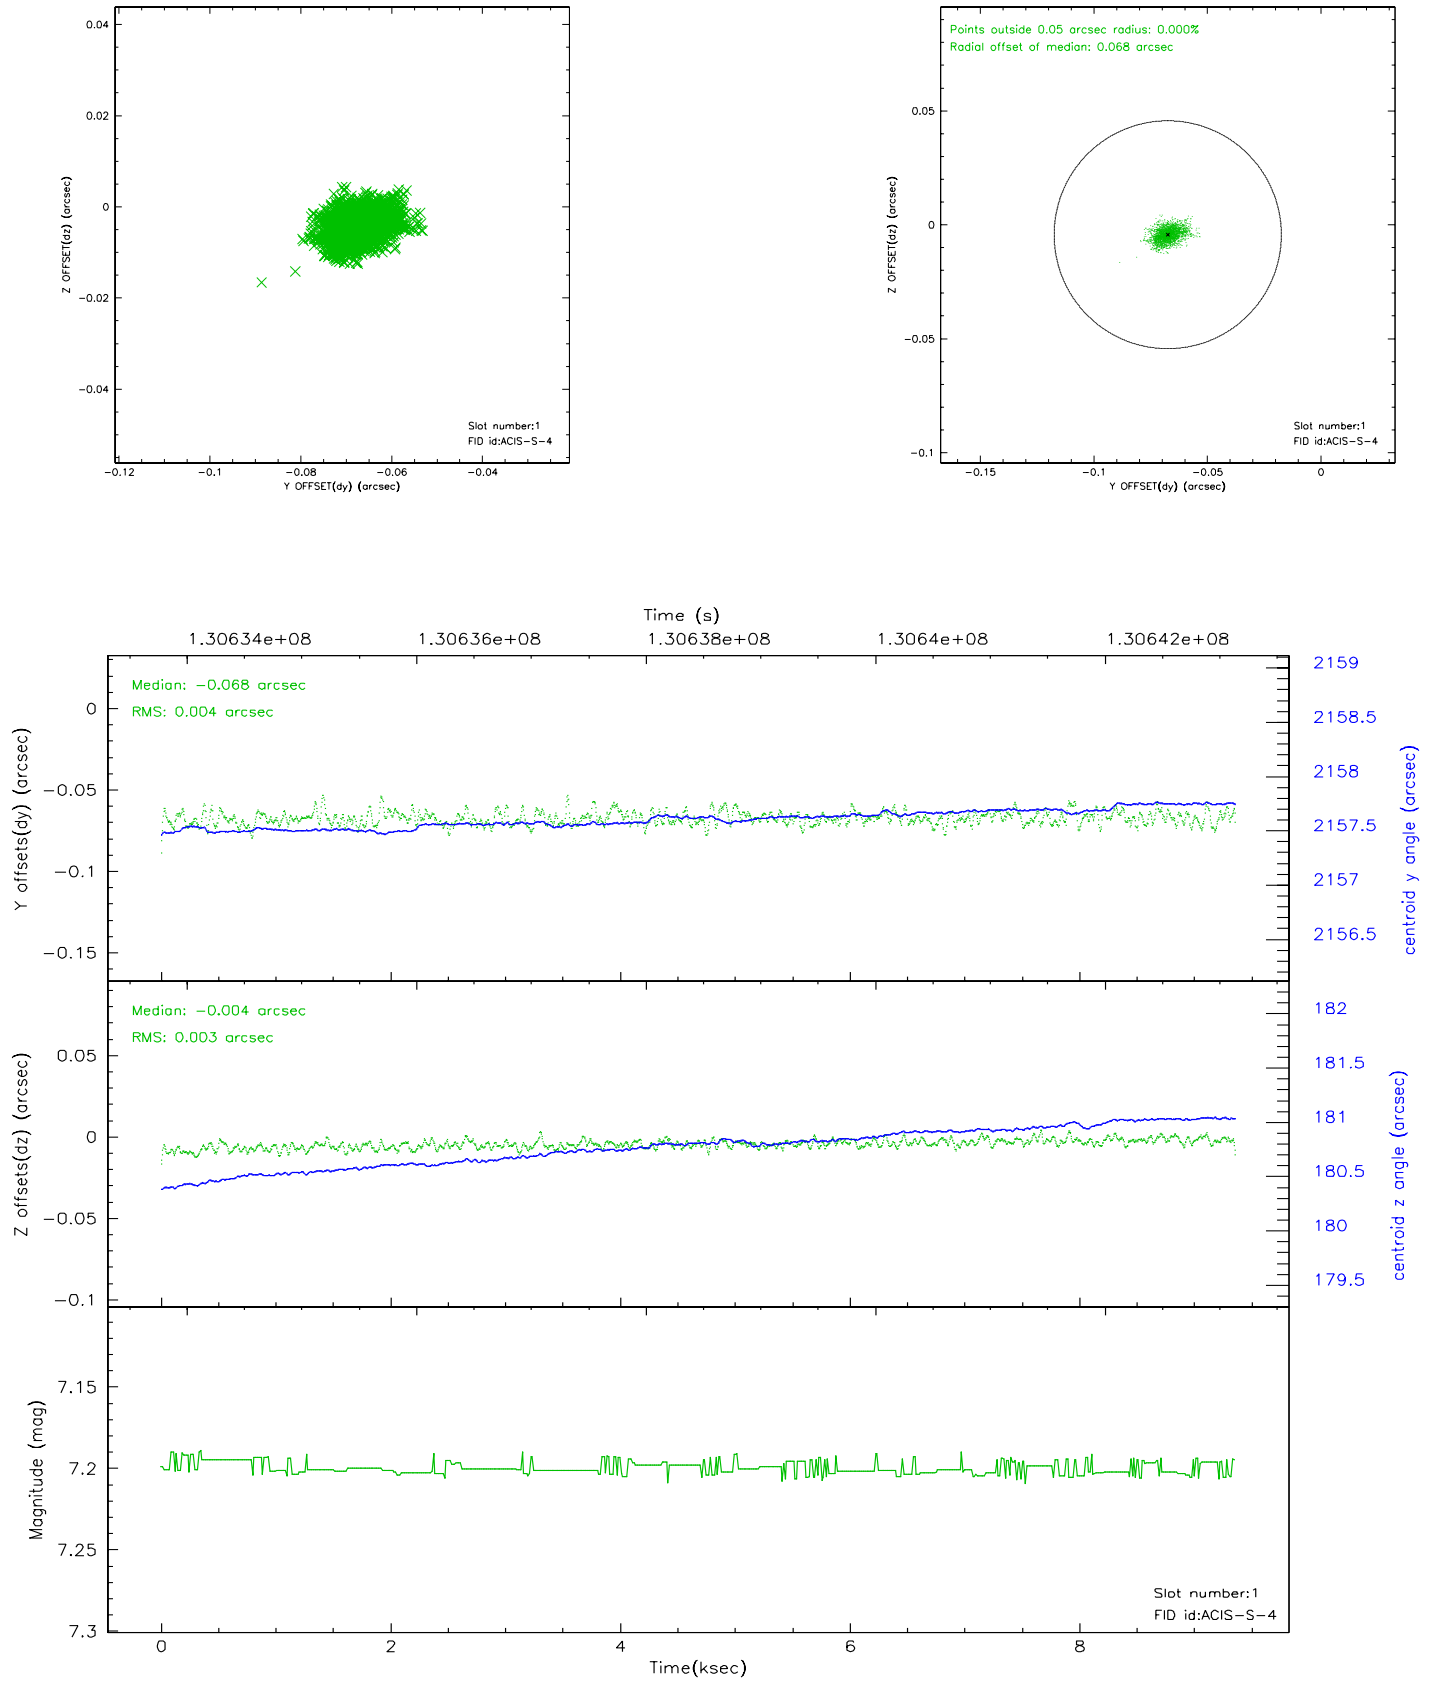 0.04
0.02
0
-0.02
-0.04
Z OFFSET(dz) (arcsec)
Slot number:1
FID id:ACIS-S-4
-0.12 -0.1 -0.08 -0.06 -0.04
Y OFFSET(dy) (arcsec)
Points outside 0.05 arcsec radius: 0.000%
Radial offset of median: 0.068 arcsec
0.05
0
-0.05
-0.1
Z OFFSET(dz) (arcsec)
Slot number:1
FID id:ACIS-S-4
-0.15 -0.1 -0.05 0
Y OFFSET(dy) (arcsec)
Time (s)
1.30634e+08 1.30636e+08 1.30638e+08 1.3064e+08 1.30642e+08
Median: -0.068 arcsec
RMS: 0.004 arcsec
0
-0.05
-0.1
-0.15
Y offsets(dy) (arcsec)
2159
2158.5
2158
2157.5
2157
2156.5
centroid y angle (arcsec)
Median: -0.004 arcsec
RMS: 0.003 arcsec
0.05
0
-0.05
-0.1
Z offsets(dz) (arcsec)
182
181.5
181
180.5
180
179.5
centroid z angle (arcsec)
7.15
7.2
7.25
7.3
Magnitude (mag)
Slot number:1
FID id:ACIS-S-4
0 2 4 6 8
Time(ksec)